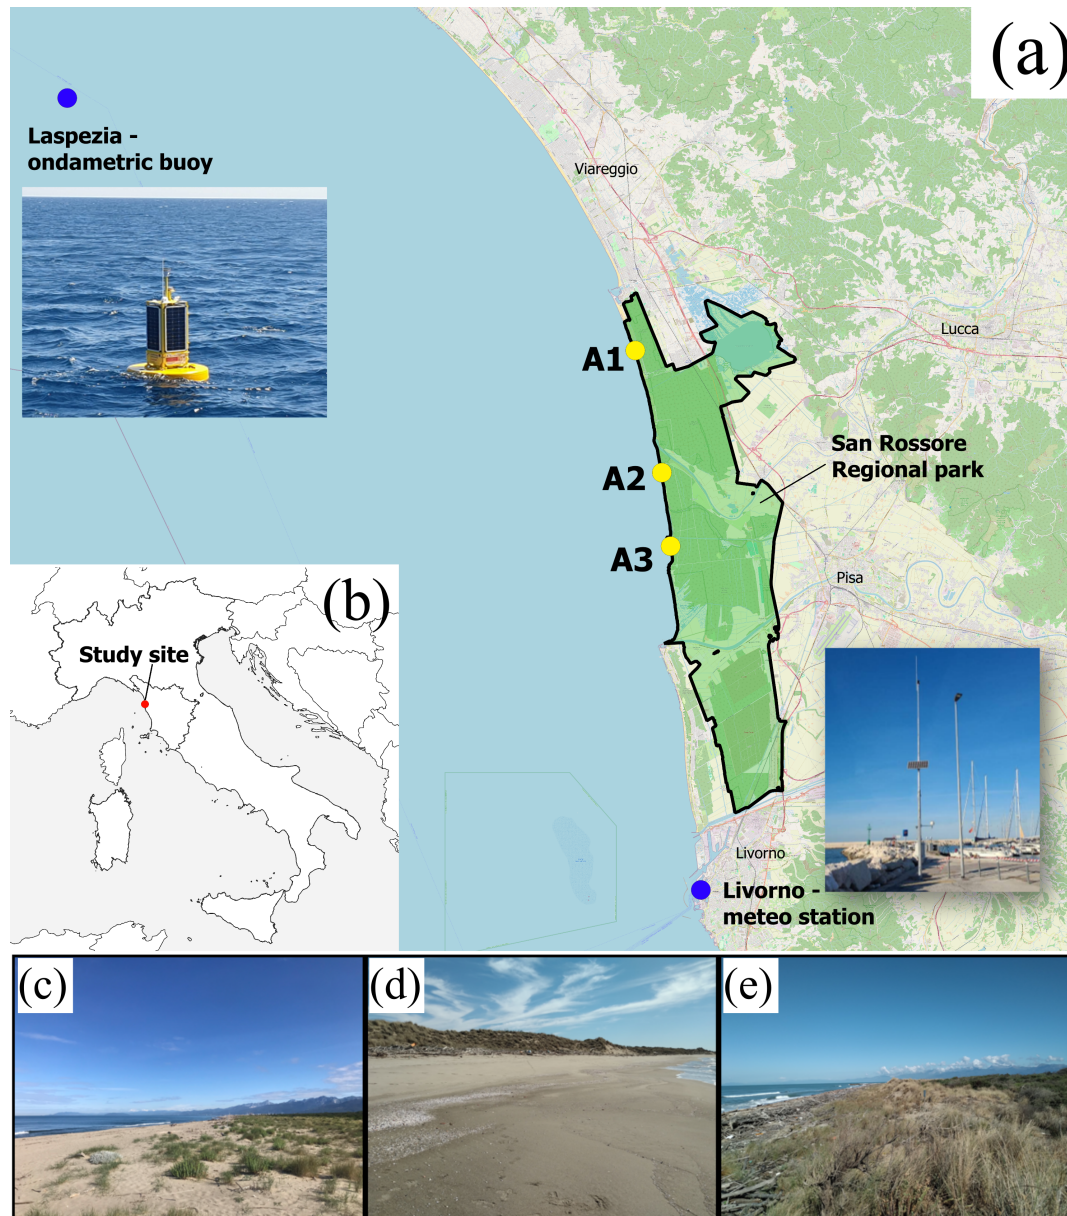 (a)
Laspezia -
ondametric buoy
Viareggio
Lucca
A1
San Rossore
Regional park
A2
A3
Pisa
(b)
Study site
Livorno
Livorno -
meteo station
(c)
(d)
(e)